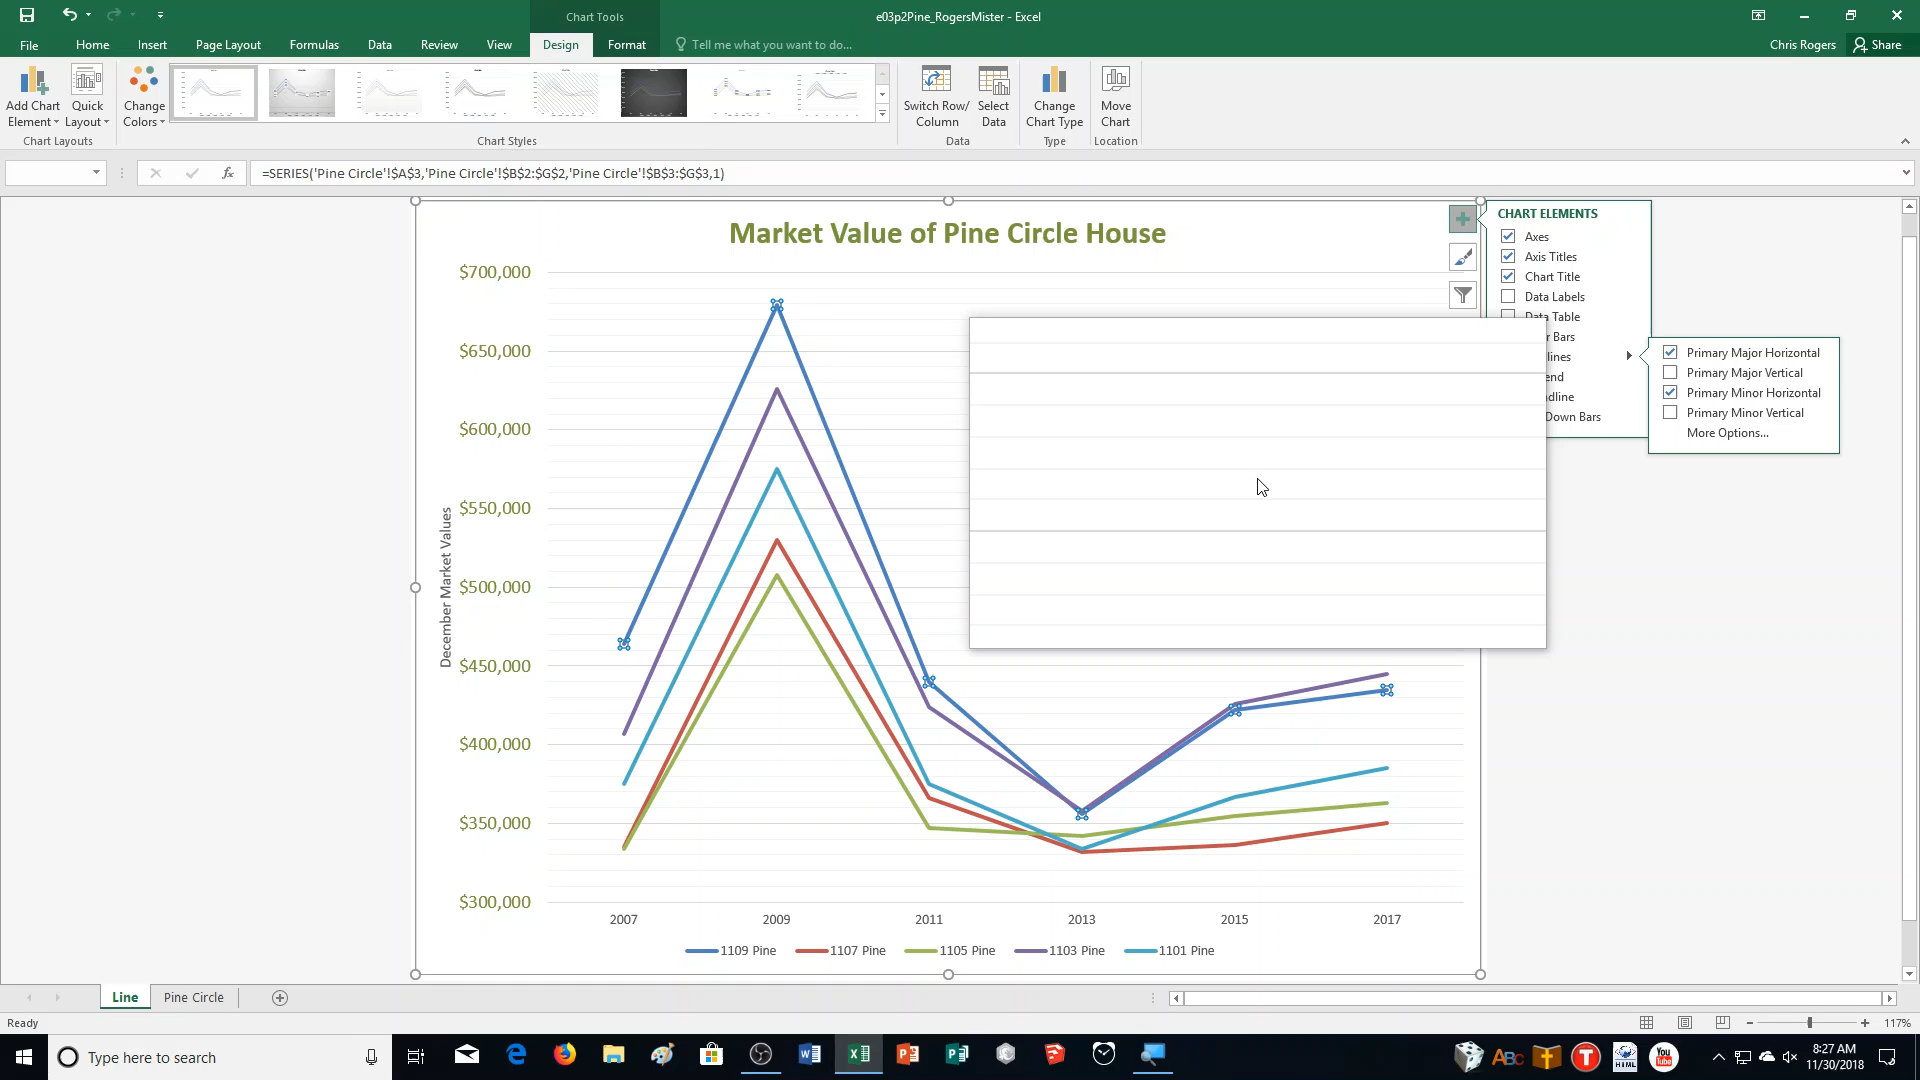 Chart Tools
e03p2Pine_RogersMister - Excel
File Home Insert Page Layout Formulas Data Review View Design Format Tell me what you want to do... Chris Rogers Share
Add Chart Element
Quick Layout
Change Colors
Switch Row/ Column
Select Data
Change Chart Type
Move Chart
Chart Layouts Chart Styles Data Type Location
fx =SERIES('Pine Circle'!$A$3,'Pine Circle'!$B$2:$G$2,'Pine Circle'!$B$3:$G$3,1)
Market Value of Pine Circle House
$700,000
$650,000
$600,000
$550,000
$500,000
$450,000
$400,000
$350,000
$300,000
December Market Values
2007 2009 2011 2013 2015 2017
1109 Pine 1107 Pine 1105 Pine 1103 Pine 1101 Pine
CHART ELEMENTS
Axes
Axis Titles
Chart Title
Data Labels
Data Table
r Bars
lines
end
dline
Down Bars
Primary Major Horizontal
Primary Major Vertical
Primary Minor Horizontal
Primary Minor Vertical
More Options...
Line Pine Circle
Ready
117%
Type here to search
ABC
HTML
You Tube
8:27 AM
11/30/2018